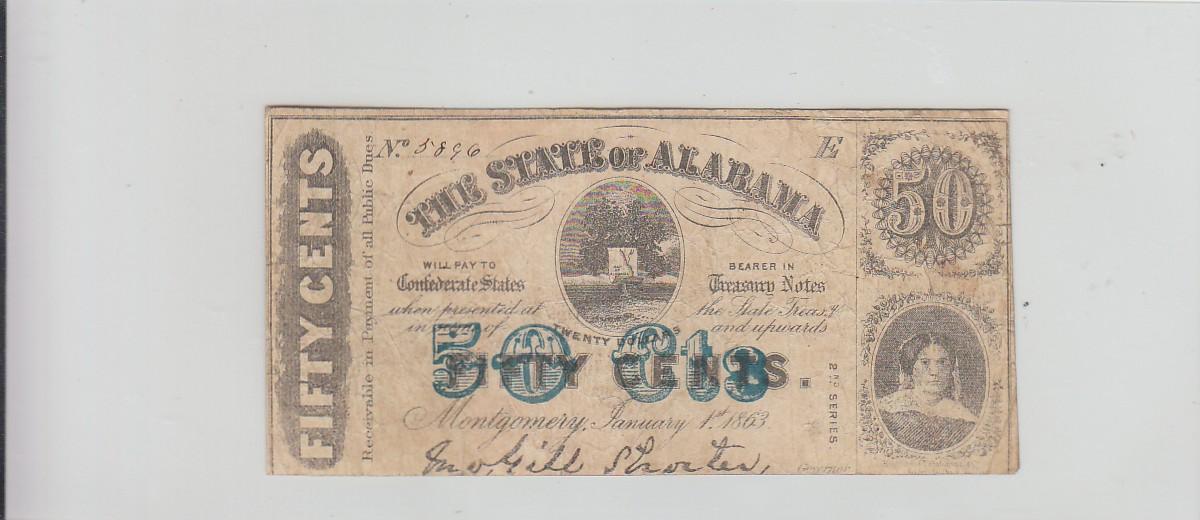 FIFTY CENTS
Receivable in Payment of all Public Dues
No. 5896
E
THE STATE OF ALABAMA
50
WILL PAY TO
BEARER IN
Confederate States
Treasury Notes
when presented at
the State Treasy
in sums of
and upwards
TWENTY DOLLARS
50 Cts
FIFTY CENTS.
2ND SERIES.
Montgomery, January 1st 1863
Jno. Gill Shorter,
Governor